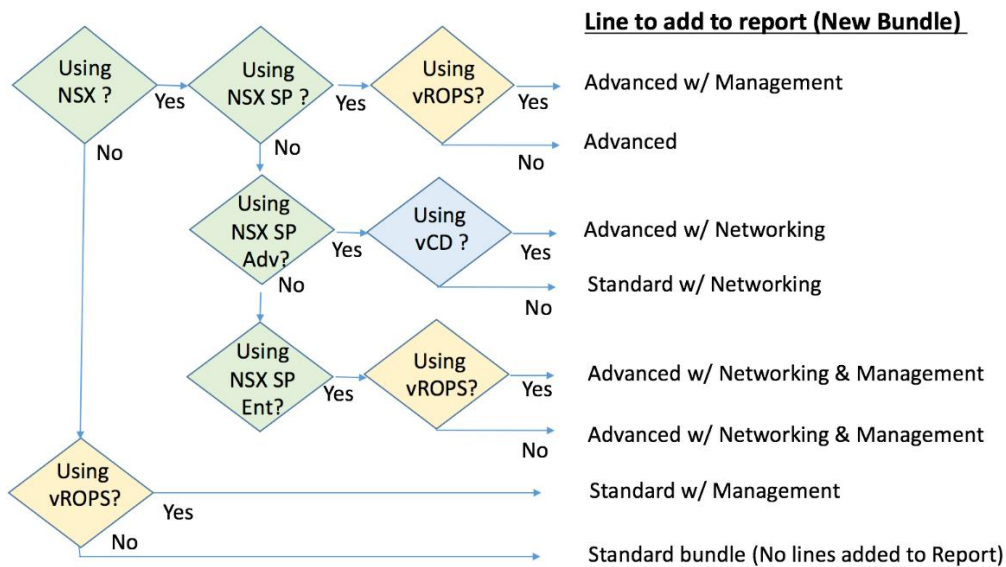 Line to add to report (New Bundle)
Using
NSX ?
Yes
Using
NSX SP ?
Yes
Using
vROPS?
Yes
Advanced w/ Management
No
No
No
Advanced
Using
NSX SP
Adv?
Yes
Using
vCD ?
Yes
Advanced w/ Networking
No
No
Standard w/ Networking
Using
NSX SP
Ent?
Yes
Using
vROPS?
Yes
Advanced w/ Networking & Management
No
Advanced w/ Networking & Management
Using
vROPS?
Yes
Standard w/ Management
No
Standard bundle (No lines added to Report)